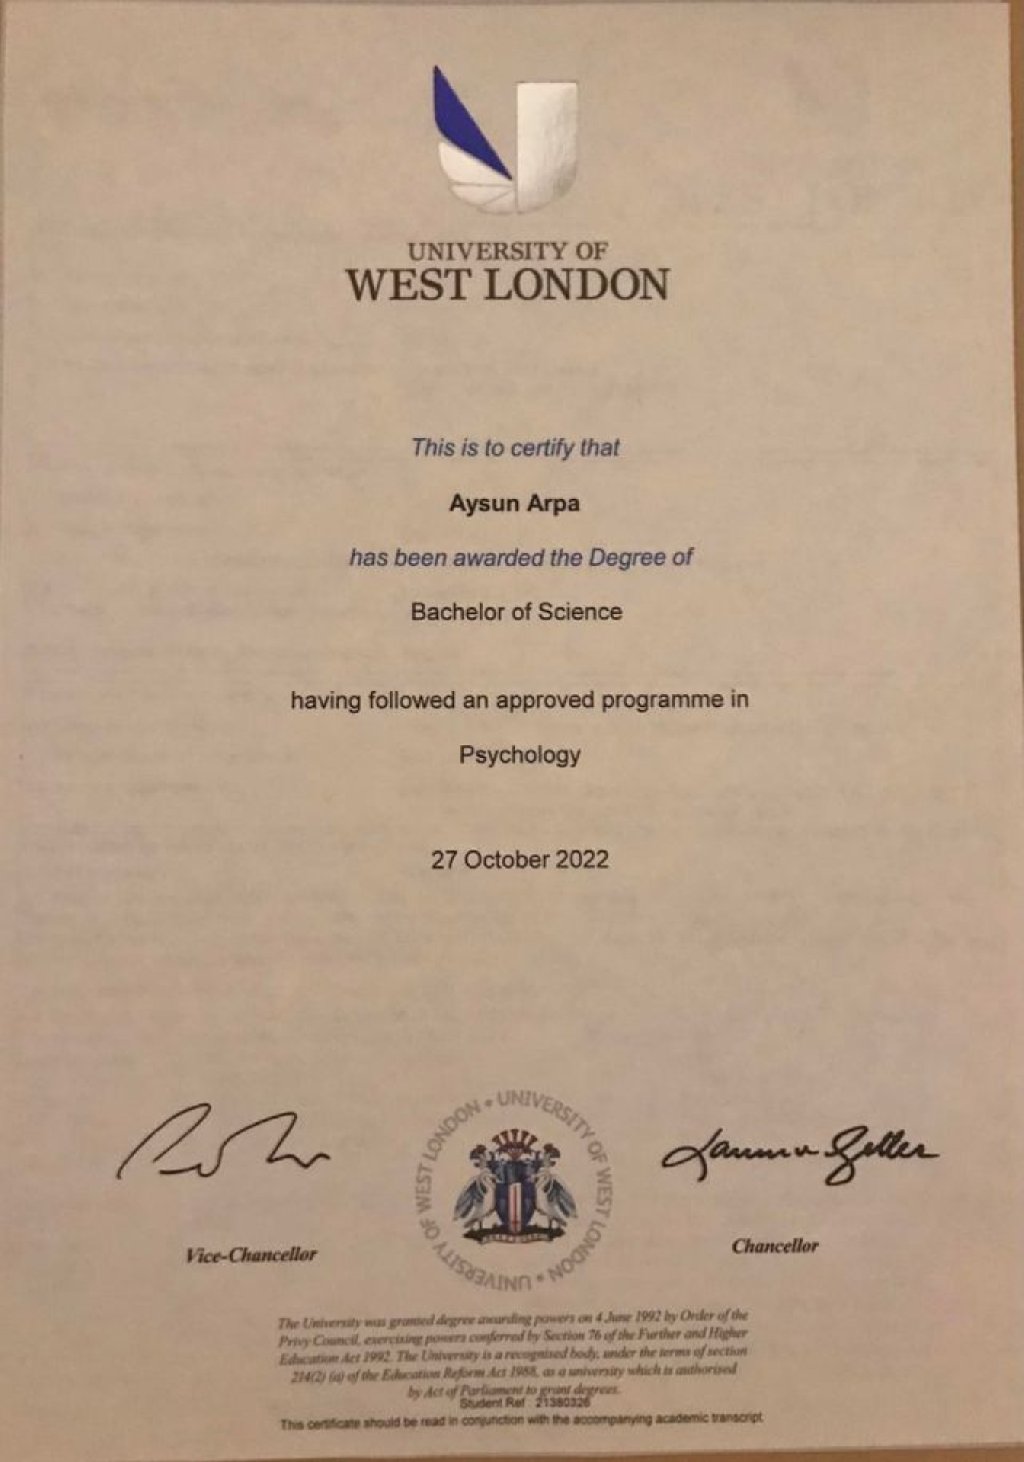 UNIVERSITY OF
WEST LONDON
This is to certify that
Aysun Arpa
has been awarded the Degree of
Bachelor of Science
having followed an approved programme in
Psychology
27 October 2022
UNIVERSITY OF WEST LONDON • UNIVERSITY OF WEST LONDON •
Vice-Chancellor
Chancellor
The University was granted degree awarding powers on 4 June 1992 by Order of the
Privy Council, exercising powers conferred by Section 76 of the Further and Higher
Education Act 1992. The University is a recognised body, under the terms of section
214(2) (a) of the Education Reform Act 1988, as a university which is authorised
by Act of Parliament to grant degrees.
Student Ref 21380326
This certificate should be read in conjunction with the accompanying academic transcript